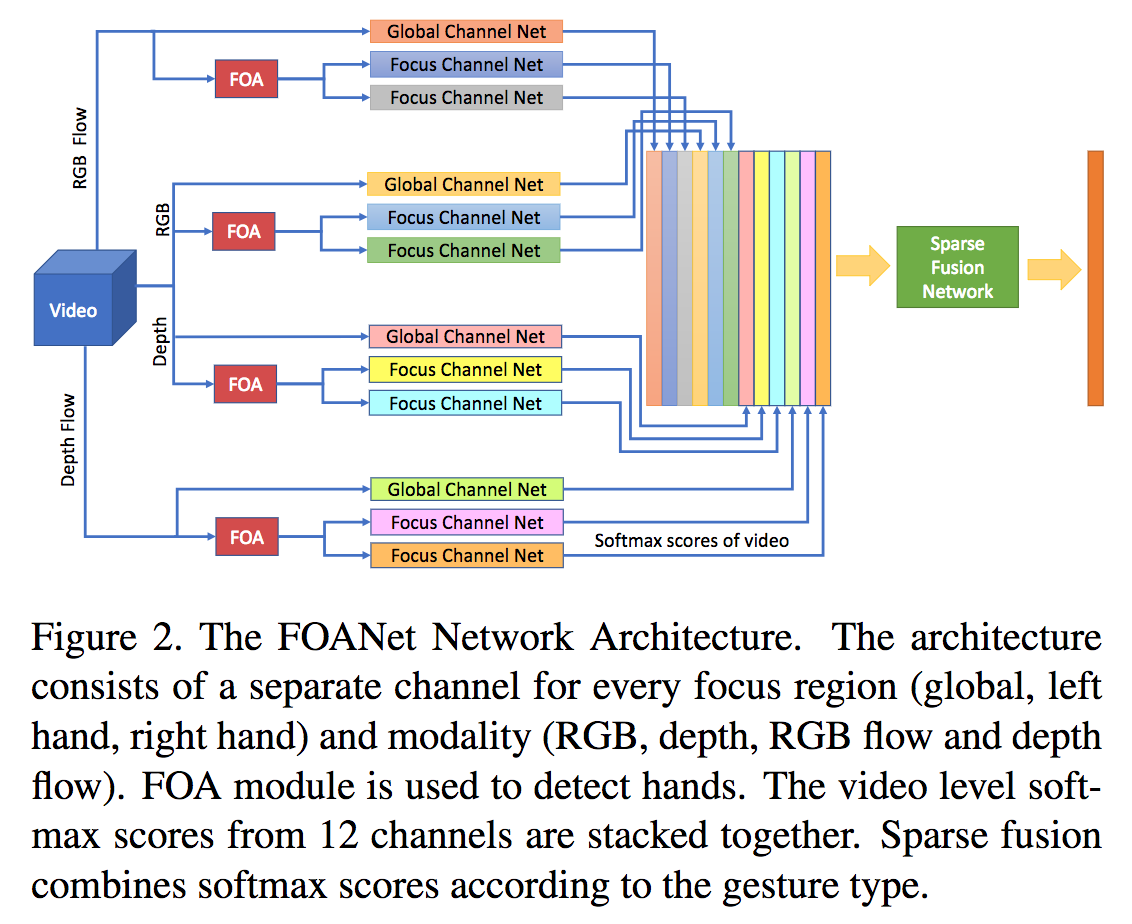 Global Channel Net
Focus Channel Net
FOA
Focus Channel Net
RGB Flow
Global Channel Net
RGB
Focus Channel Net
FOA
Focus Channel Net
Sparse
Fusion
Network
Video
Depth
Global Channel Net
Focus Channel Net
FOA
Focus Channel Net
Depth Flow
Global Channel Net
Focus Channel Net
FOA
Softmax scores of video
Focus Channel Net
Figure 2. The FOANet Network Architecture. The architecture
consists of a separate channel for every focus region (global, left
hand, right hand) and modality (RGB, depth, RGB flow and depth
flow). FOA module is used to detect hands. The video level soft-
max scores from 12 channels are stacked together. Sparse fusion
combines softmax scores according to the gesture type.